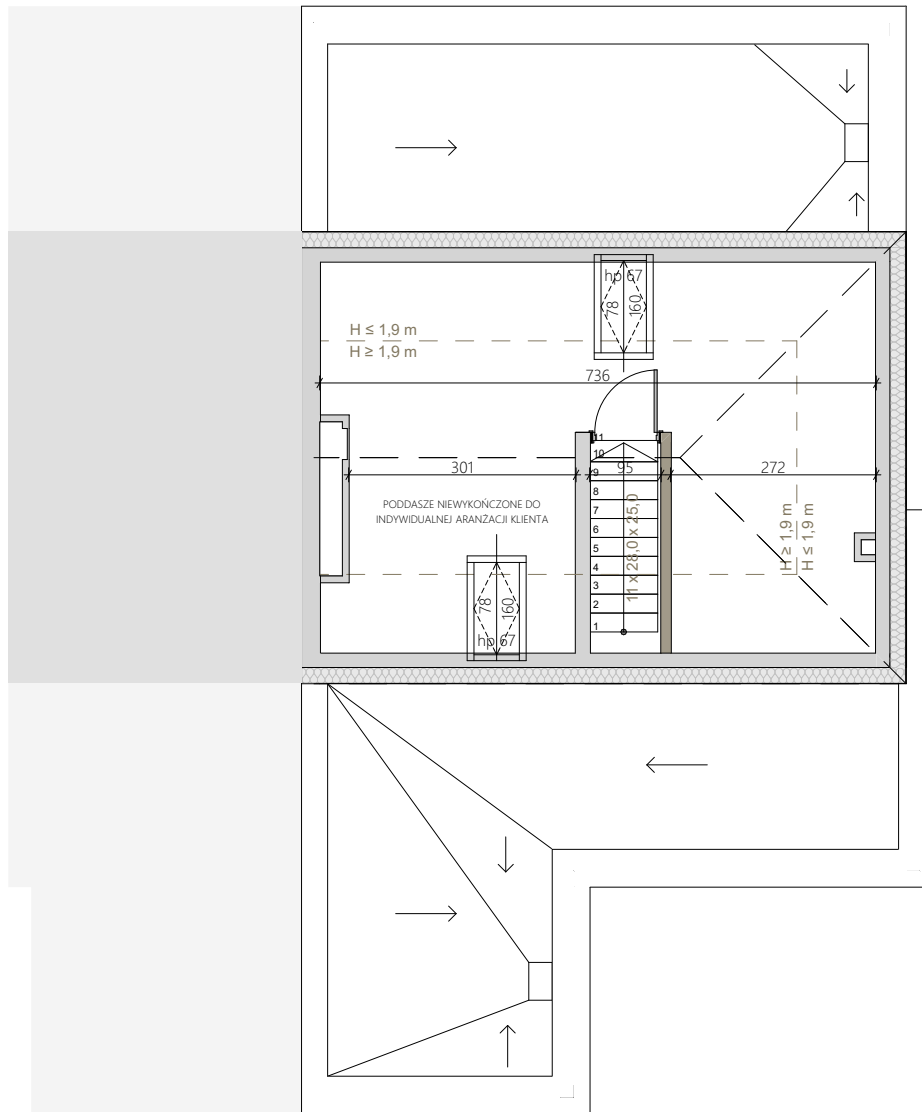 hp 67
78
160
H ≤ 1,9 m
H ≥ 1,9 m
736
301
95
272
PODDASZE NIEWYKOŃCZONE DO
INDYWIDUALNEJ ARANŻACJI KLIENTA
11
10
9
8
7
6
5
4
3
2
1
11 x 28,0 x 25,0
H ≥ 1,9 m
H ≤ 1,9 m
78
160
hp 67